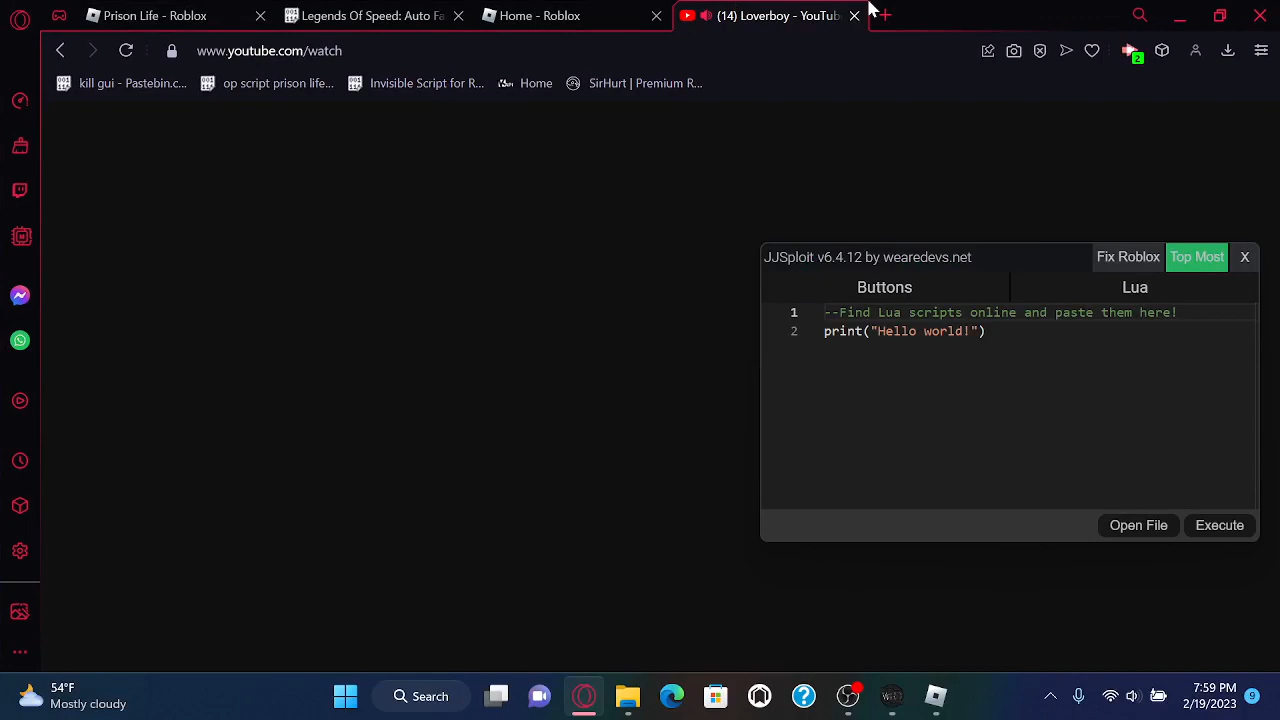 Prison Life - Roblox
Legends Of Speed: Auto Fa
Home - Roblox
(14) Loverboy - YouTub
www.youtube.com/watch
2
kill gui - Pastebin.c...
op script prison life...
Invisible Script for R...
Home
SirHurt | Premium R...
JJSploit v6.4.12 by wearedevs.net
Fix Roblox
Top Most
X
Buttons
Lua
1 --Find Lua scripts online and paste them here!
2 print("Hello world!")
Open File
Execute
54°F
Mostly cloudy
Search
7:59 PM
2/19/2023
9